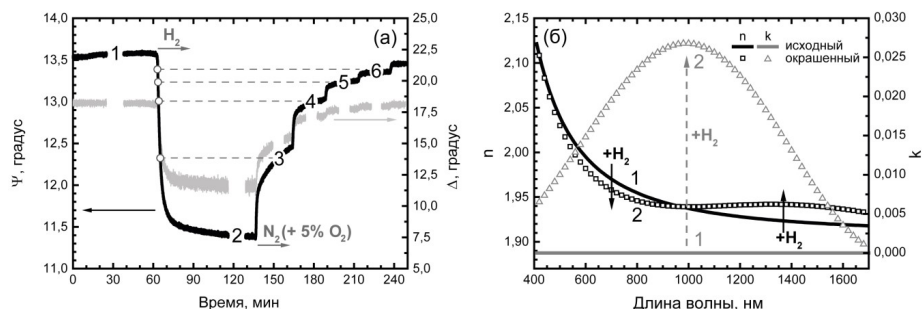 (а)
H₂
N₂(+ 5% O₂)
1
2
3
4
5
6
Ψ, градус
14,0
13,5
13,0
12,5
12,0
11,5
11,0
Δ, градус
25,0
22,5
20,0
17,5
15,0
12,5
10,0
7,5
5,0
0 30 60 90 120 150 180 210 240
Время, мин
(б)
n k
исходный
окрашенный
+H₂
+H₂
+H₂
1
2
2
1
n
2,15
2,10
2,05
2,00
1,95
1,90
k
0,030
0,025
0,020
0,015
0,010
0,005
0,000
400 600 800 1000 1200 1400 1600
Длина волны, нм